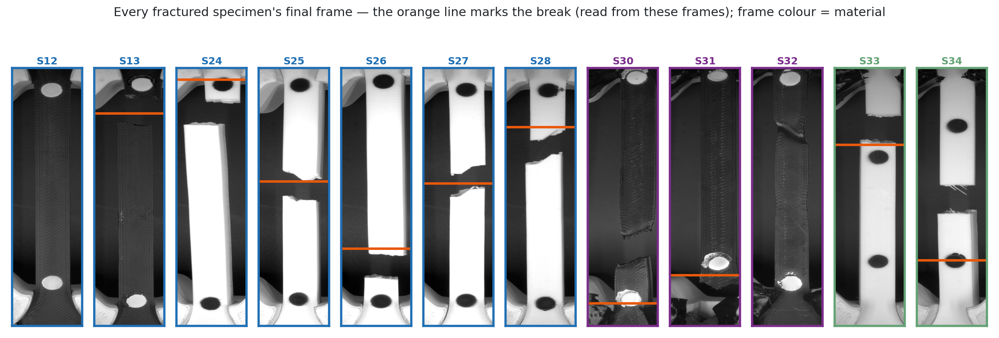 Every fractured specimen's final frame — the orange line marks the break (read from these frames); frame colour = material
S12 S13 S24 S25 S26 S27 S28 S30 S31 S32 S33 S34